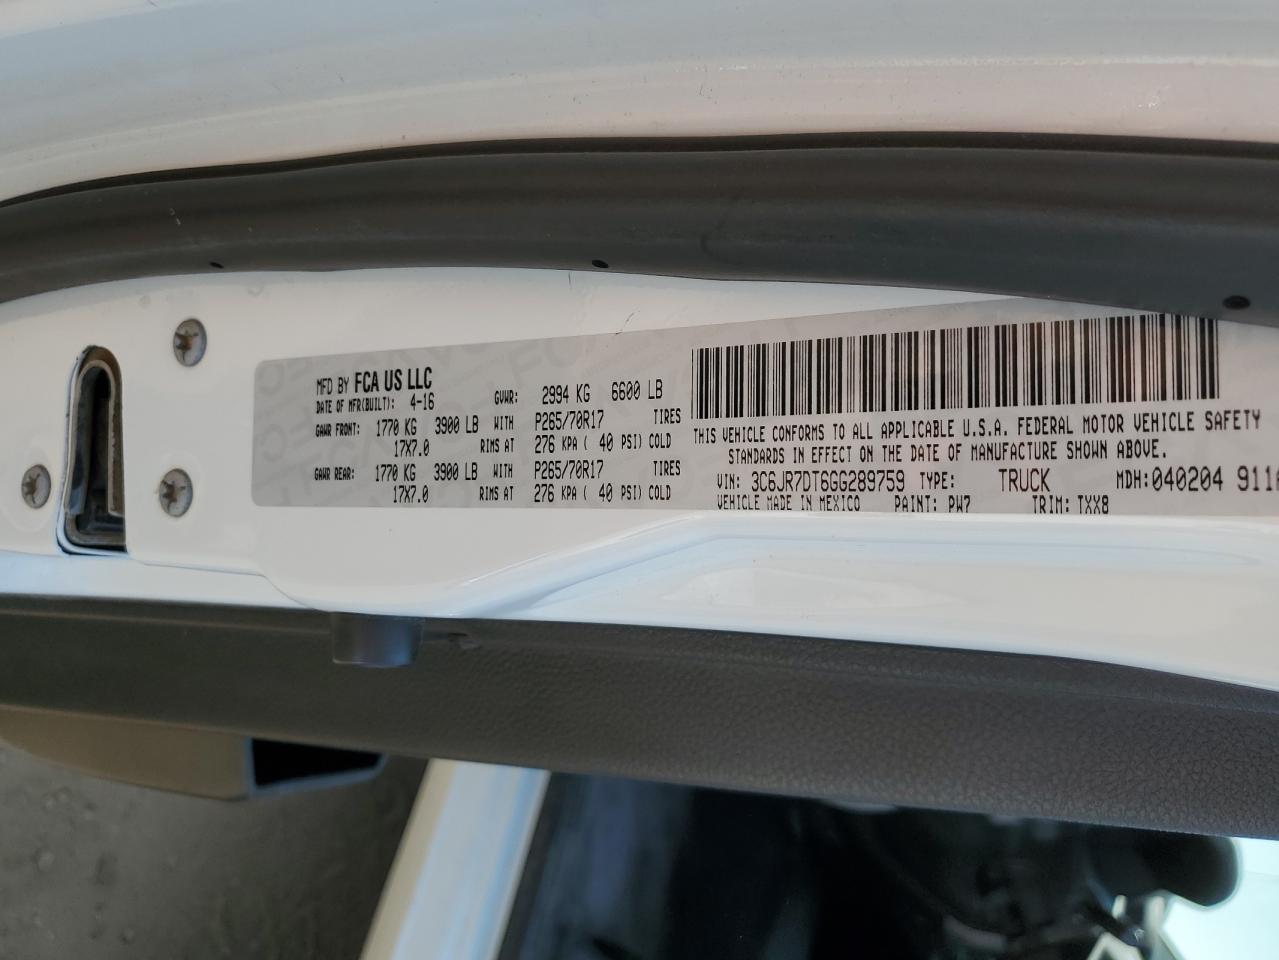 MFD BY FCA US LLC
DATE OF MFR(BUILT): 4-16 GVWR: 2994 KG 6600 LB
GAWR FRONT: 1770 KG 3900 LB WITH P265/70R17 TIRES
17X7.0 RIMS AT 276 KPA ( 40 PSI) COLD
GAWR REAR: 1770 KG 3900 LB WITH P265/70R17 TIRES
17X7.0 RIMS AT 276 KPA ( 40 PSI) COLD
THIS VEHICLE CONFORMS TO ALL APPLICABLE U.S.A. FEDERAL MOTOR VEHICLE SAFETY
STANDARDS IN EFFECT ON THE DATE OF MANUFACTURE SHOWN ABOVE.
VIN: 3C6JR7DT6GG289759 TYPE: TRUCK MDH: 040204 911
VEHICLE MADE IN MEXICO PAINT: PW7 TRIM: TXX8